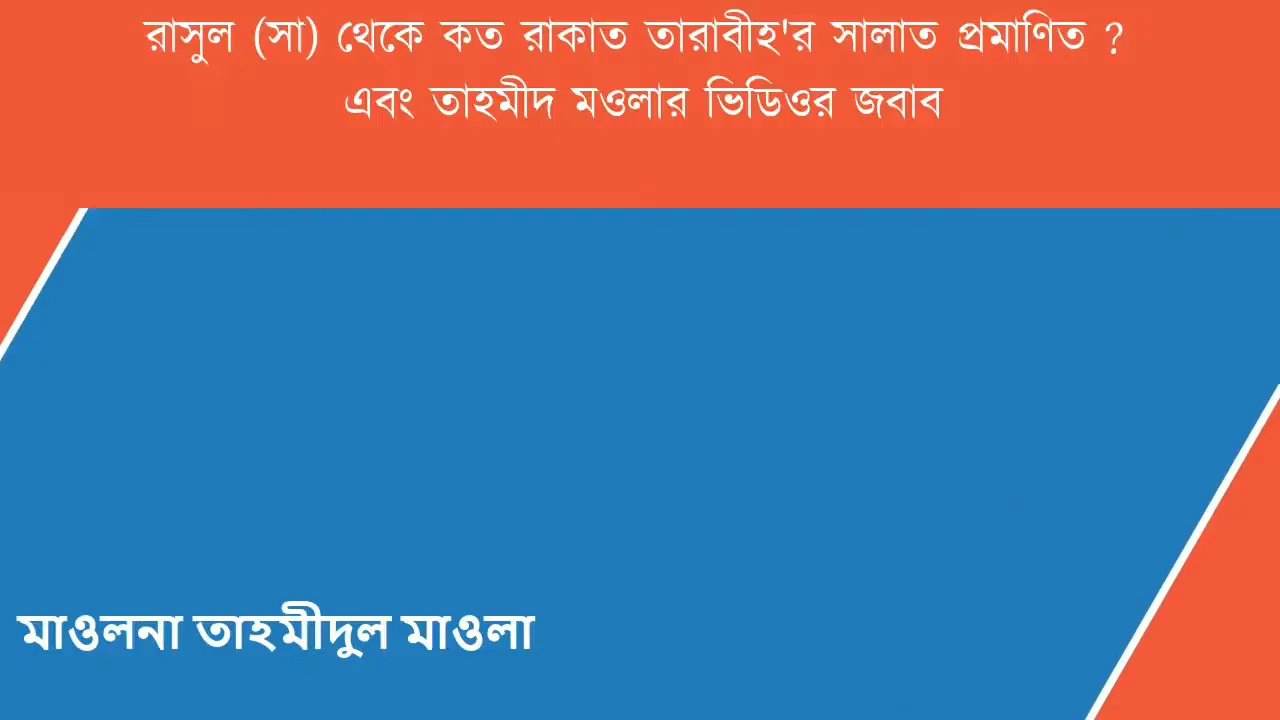 রাসুল (সা) থেকে কত রাকাত তারাবীহ'র সালাত প্রমাণিত ?
এবং তাহমীদ মওলার ভিডিওর জবাব
মাওলনা তাহমীদুল মাওলা